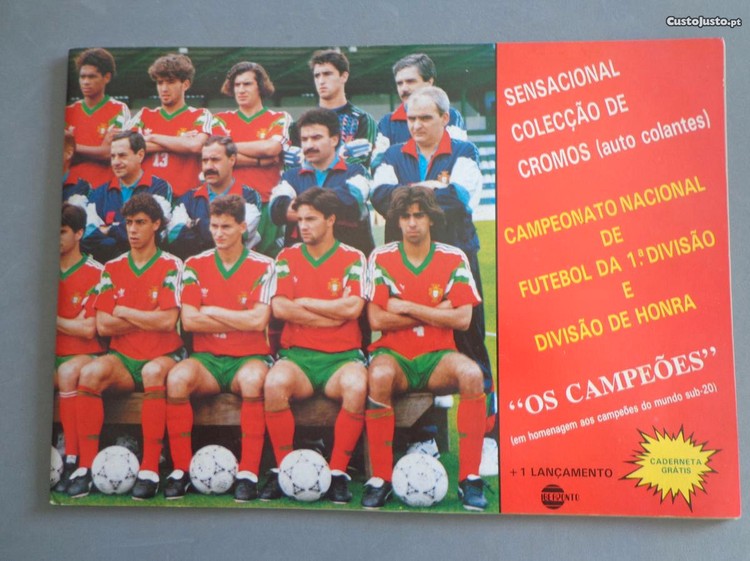 CustoJusto.pt
SENSACIONAL
COLECÇÃO DE
CROMOS (auto colantes)
CAMPEONATO NACIONAL
DE
FUTEBOL DA 1.ª DIVISÃO
E
DIVISÃO DE HONRA
"OS CAMPEÕES"
(em homenagem aos campeões do mundo sub-20)
+ 1 LANÇAMENTO
CADERNETA
GRÁTIS
13